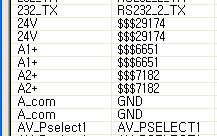 232_TX RS232_2_TX
24V $$$29174
24V $$$29174
A1+ $$$6651
A1+ $$$6651
A2+ $$$7182
A2+ $$$7182
A_com GND
A_com GND
AV_PSelect1 AV_PSELECT1